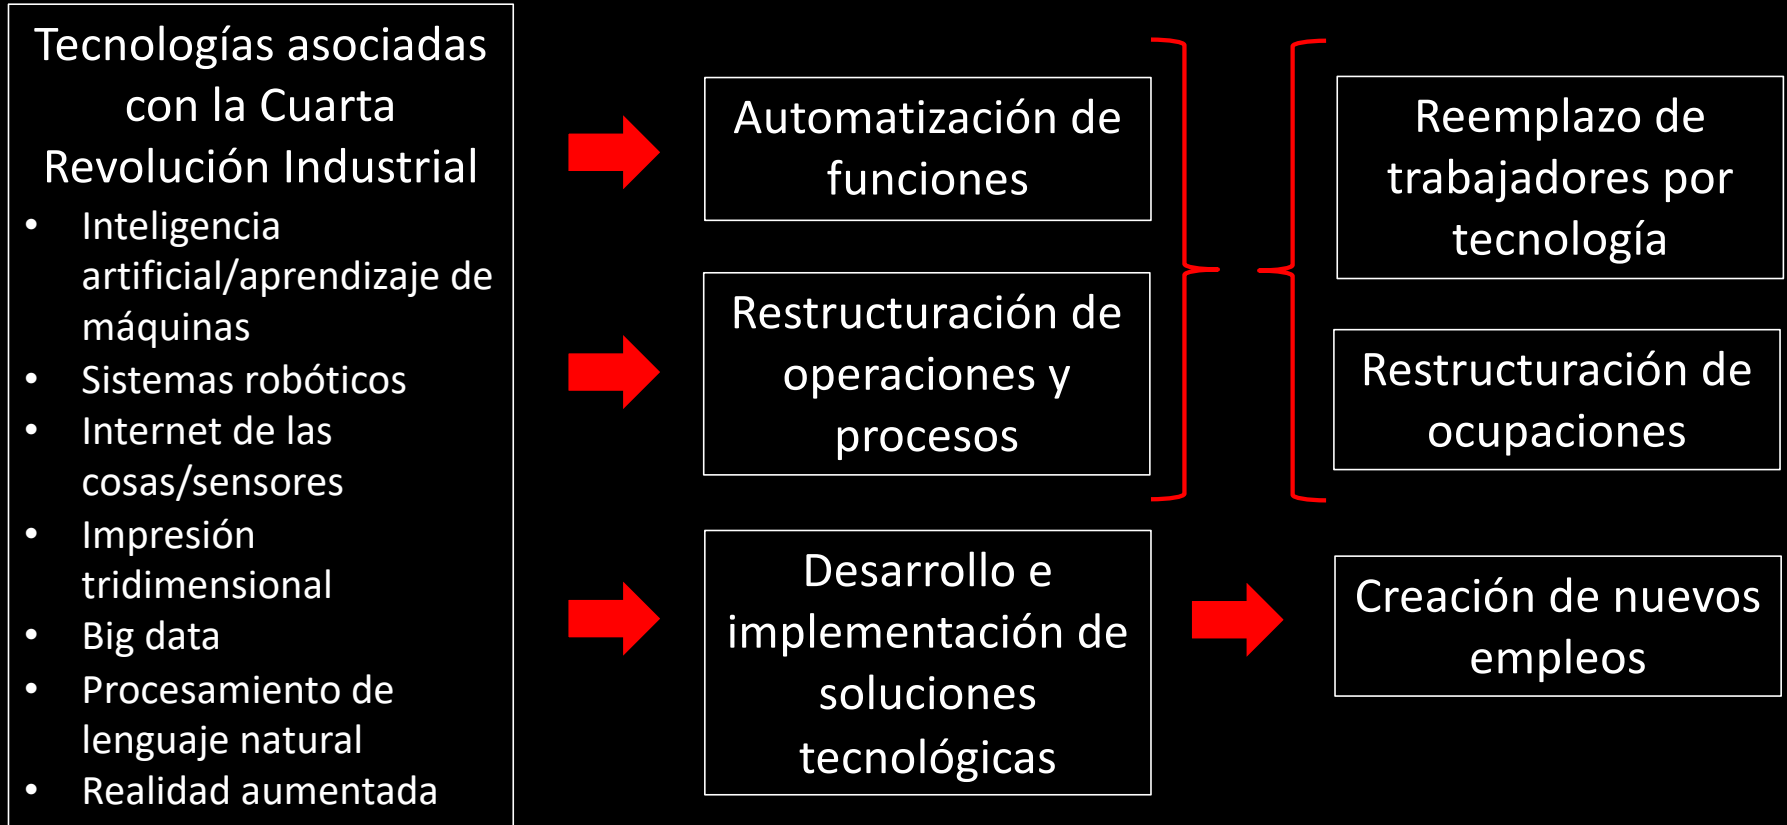 Tecnologías asociadas
con la Cuarta
Revolución Industrial
• Inteligencia
artificial/aprendizaje de
máquinas
• Sistemas robóticos
• Internet de las
cosas/sensores
• Impresión
tridimensional
• Big data
• Procesamiento de
lenguaje natural
• Realidad aumentada
Automatización de
funciones
Restructuración de
operaciones y
procesos
Desarrollo e
implementación de
soluciones
tecnológicas
Reemplazo de
trabajadores por
tecnología
Restructuración de
ocupaciones
Creación de nuevos
empleos